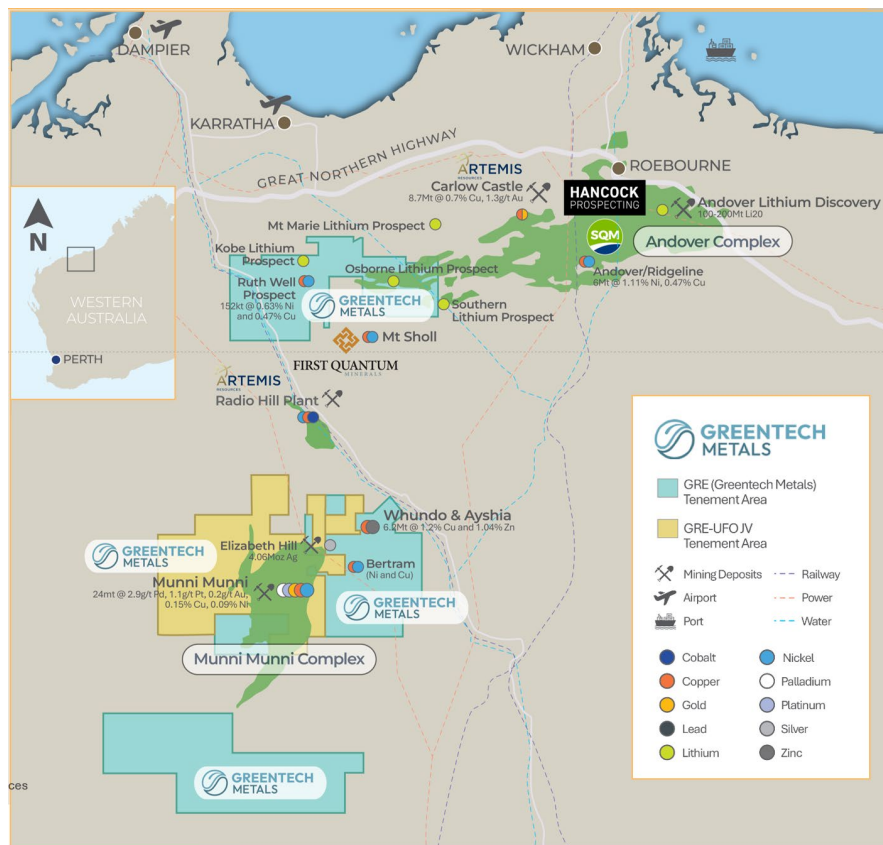 DAMPIER
WICKHAM
KARRATHA
GREAT NORTHERN HIGHWAY
ROEBOURNE
ARTEMIS
RESOURCES
Carlow Castle
8.7Mt @ 0.7% Cu, 1.3g/t Au
HANCOCK
PROSPECTING
Andover Lithium Discovery
100-200Mt Li20
SQM
Andover Complex
Mt Marie Lithium Prospect
Kobe Lithium
Prospect
Osborne Lithium Prospect
Andover/Ridgeline
6Mt @ 1.11% Ni, 0.47% Cu
Ruth Well
Prospect
152kt @ 0.63% Ni
and 0.47% Cu
GREENTECH
METALS
Southern
Lithium Prospect
Mt Sholl
FIRST QUANTUM
MINERALS
N
WESTERN
AUSTRALIA
PERTH
ARTEMIS
RESOURCES
Radio Hill Plant
Whundo & Ayshia
6.2Mt @ 1.2% Cu and 1.04% Zn
Elizabeth Hill
4.06Moz Ag
GREENTECH
METALS
Bertram
(Ni and Cu)
Munni Munni
24mt @ 2.9g/t Pd, 1.1g/t Pt, 0.2g/t Au,
0.15% Cu, 0.09% Ni
GREENTECH
METALS
Munni Munni Complex
GREENTECH
METALS
ces
GREENTECH
METALS
GRE (Greentech Metals)
Tenement Area
GRE-UFO JV
Tenement Area
Mining Deposits
Railway
Airport
Power
Port
Water
Cobalt
Nickel
Copper
Palladium
Gold
Platinum
Lead
Silver
Lithium
Zinc